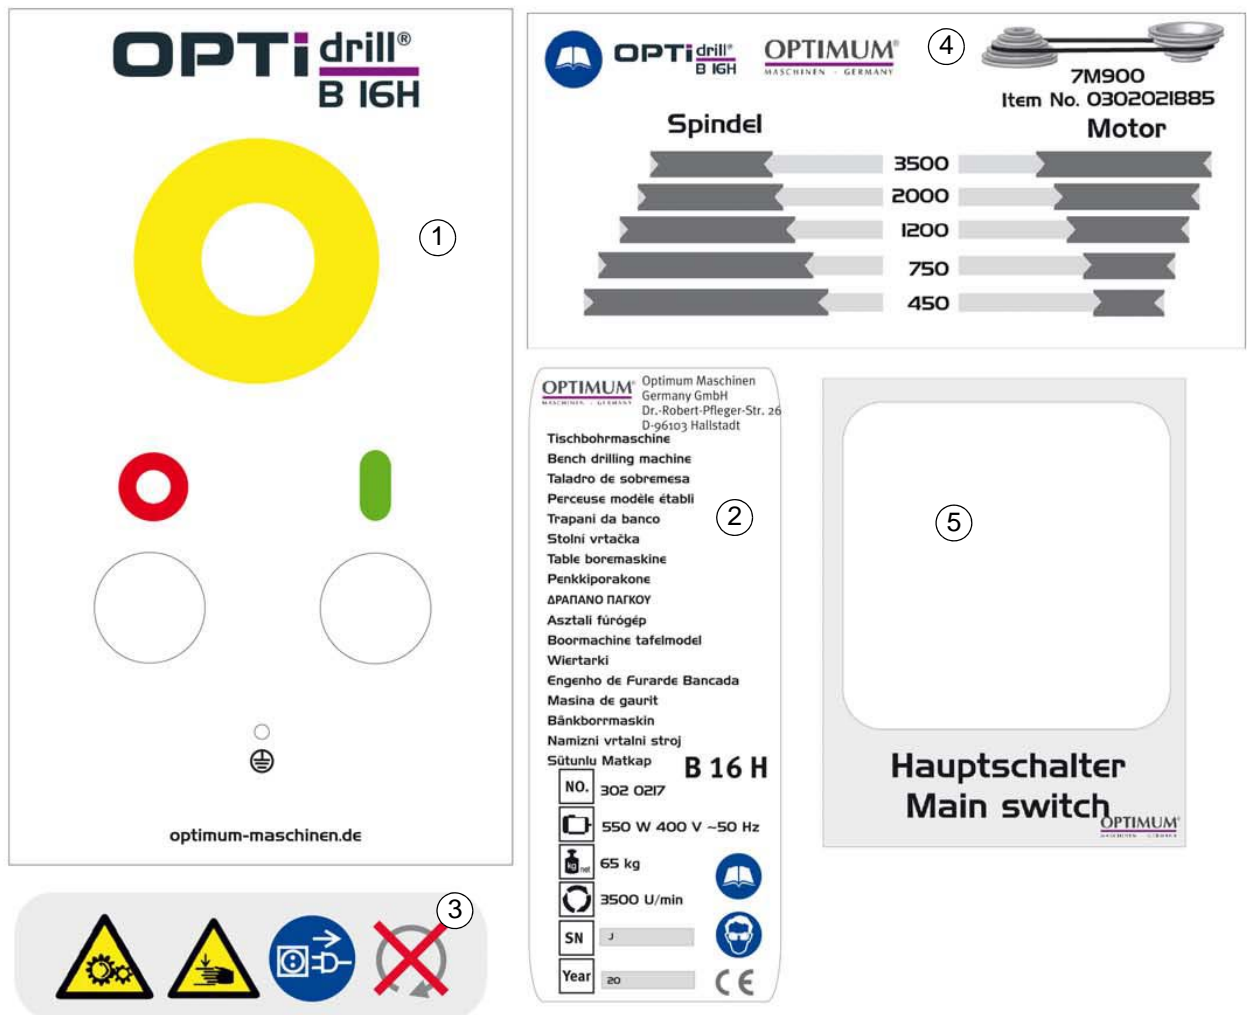 OPTi drill®
B 16H
1
optimum-maschinen.de
3
OPTi drill®
B 16H
OPTIMUM®
MASCHINEN - GERMANY
4
7M900
Item No. 0302021885
Spindel
Motor
3500
2000
1200
750
450
OPTIMUM®
MASCHINEN - GERMANY
Optimum Maschinen
Germany GmbH
Dr.-Robert-Pfleger-Str. 26
D-96103 Hallstadt
Tischbohrmaschine
Bench drilling machine
Taladro de sobremesa
Perceuse modèle établi
Trapani da banco
2
Stolní vrtačka
Table boremaskine
Penkkiporakone
ΔΡΑΠΑΝΟ ΠΑΓΚΟΥ
Asztali fúrógép
Boormachine tafelmodel
Wiertarki
Engenho de Furarde Bancada
Masina de gaurit
Bänkborrmaskin
Namizni vrtalni stroj
Sütunlu Matkap
B 16 H
NO. 302 0217
550 W 400 V ~50 Hz
kg net 65 kg
3500 U/min
SN J
Year 20
CE
5
Hauptschalter
Main switch
OPTIMUM®
MASCHINEN - GERMANY